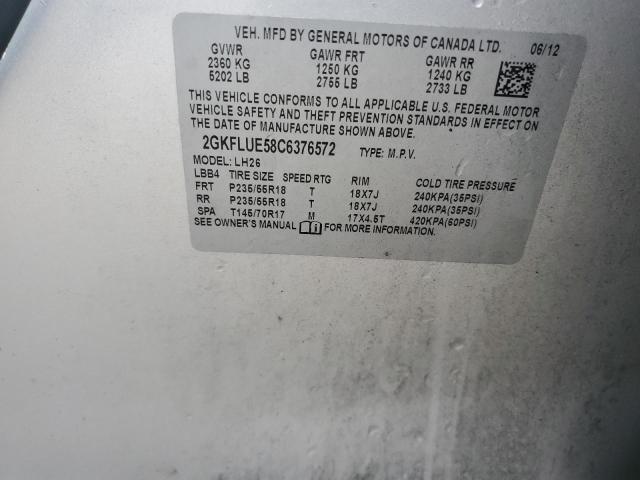 VEH. MFD BY GENERAL MOTORS OF CANADA LTD. 06/12
GVWR GAWR FRT GAWR RR
2360 KG 1250 KG 1240 KG
5202 LB 2755 LB 2733 LB
THIS VEHICLE CONFORMS TO ALL APPLICABLE U.S. FEDERAL MOTOR
VEHICLE SAFETY AND THEFT PREVENTION STANDARDS IN EFFECT ON
THE DATE OF MANUFACTURE SHOWN ABOVE.
2GKFLUE58C6376572 TYPE: M.P.V.
MODEL: LH26
LBB4 TIRE SIZE SPEED RTG RIM COLD TIRE PRESSURE
FRT P235/55R18 T 18X7J 240KPA(35PSI)
RR P235/55R18 T 18X7J 240KPA(35PSI)
SPA T145/70R17 M 17X4.5T 420KPA(60PSI)
SEE OWNER'S MANUAL FOR MORE INFORMATION.